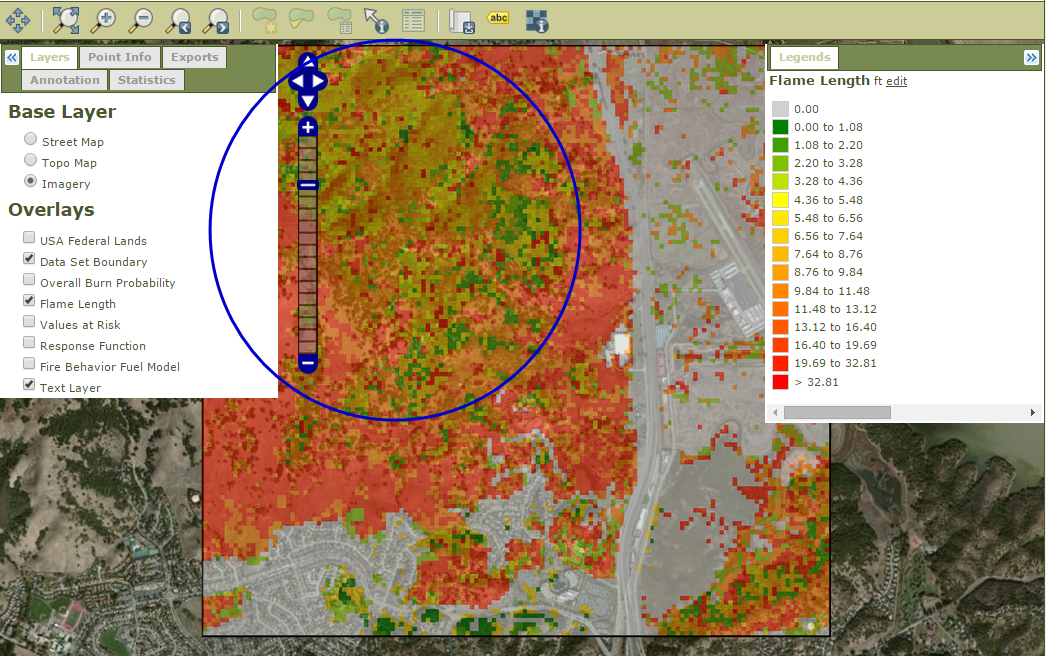 abc
Layers Point Info Exports
Annotation Statistics
Base Layer
Street Map
Topo Map
Imagery
Overlays
USA Federal Lands
Data Set Boundary
Overall Burn Probability
Flame Length
Values at Risk
Response Function
Fire Behavior Fuel Model
Text Layer
Legends
Flame Length ft edit
0.00
0.00 to 1.08
1.08 to 2.20
2.20 to 3.28
3.28 to 4.36
4.36 to 5.48
5.48 to 6.56
6.56 to 7.64
7.64 to 8.76
8.76 to 9.84
9.84 to 11.48
11.48 to 13.12
13.12 to 16.40
16.40 to 19.69
19.69 to 32.81
> 32.81